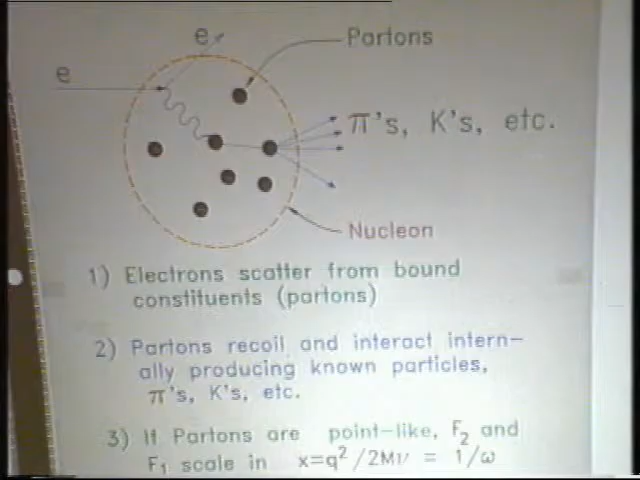 e
Partons
e
π's, K's, etc.
Nucleon
1) Electrons scatter from bound
constituents (partons)
2) Partons recoil and interact intern-
ally producing known particles,
π's, K's, etc.
3) If Partons are point-like, F₂ and
F₁ scale in x=q²/2Mν = 1/ω